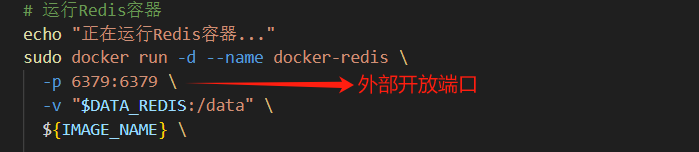 # 运行Redis容器
echo "正在运行Redis容器..."
sudo docker run -d --name docker-redis \
-p 6379:6379 \ 外部开放端口
-v "$DATA_REDIS:/data" \
${IMAGE_NAME} \